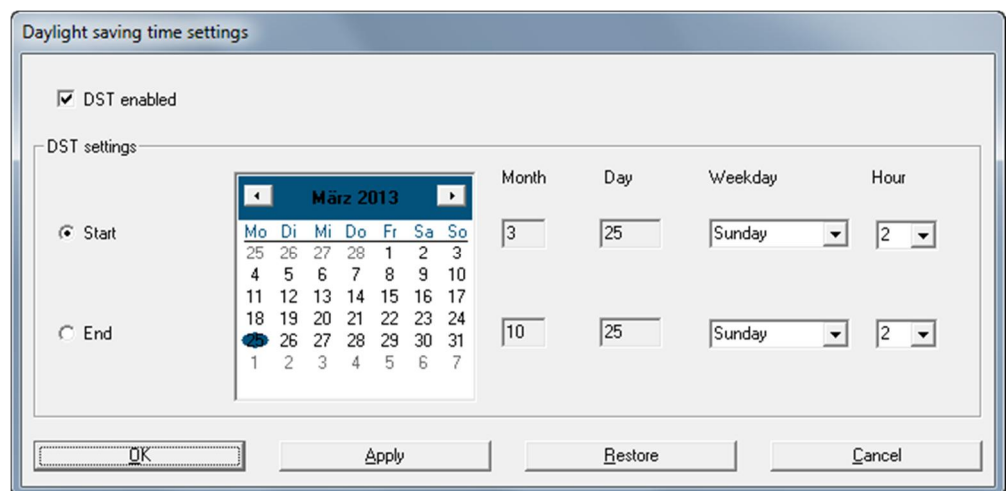 Daylight saving time settings
DST enabled
DST settings
Month Day Weekday Hour
März 2013
Start
Mo Di Mi Do Fr Sa So
25 26 27 28 1 2 3
4 5 6 7 8 9 10
11 12 13 14 15 16 17
18 19 20 21 22 23 24
25 26 27 28 29 30 31
1 2 3 4 5 6 7
3 25 Sunday 2
End
10 25 Sunday 2
OK Apply Restore Cancel